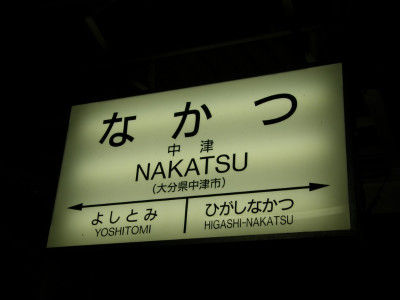 なかつ
中津
NAKATSU
(大分県中津市)
よしとみ ひがしなかつ
YOSHITOMI HIGASHI-NAKATSU